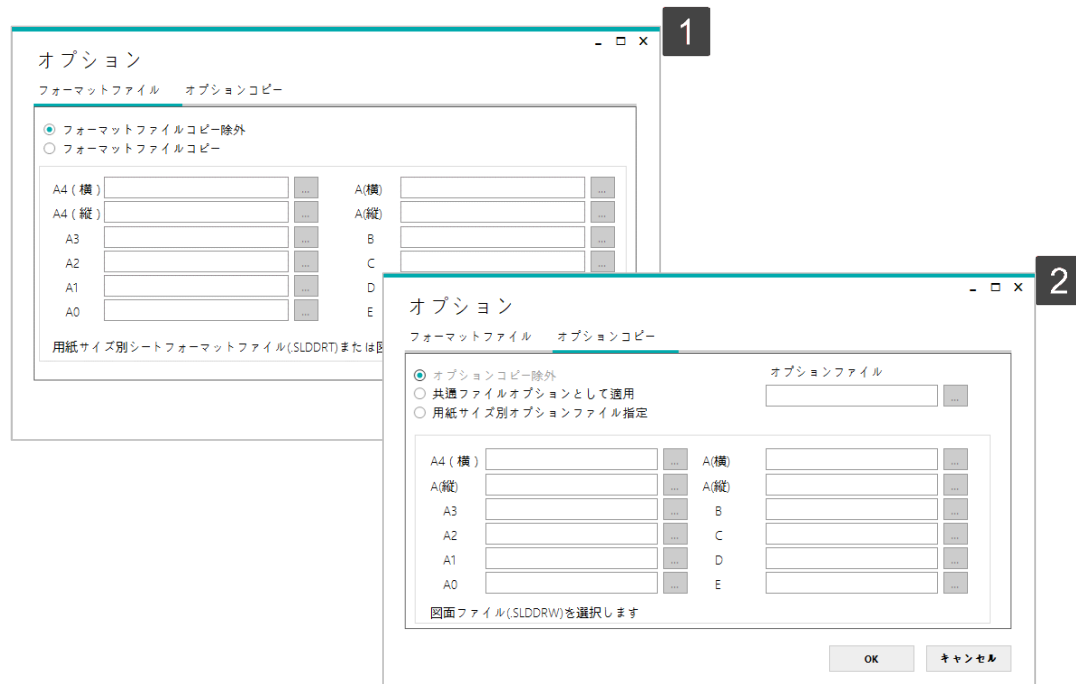 1
オプション
フォーマットファイル オプションコピー
フォーマットファイルコピー除外
フォーマットファイルコピー
A4 ( 横 ) ... A(横) ...
A4 ( 縦 ) ... A(縦) ...
A3 ... B ...
A2 ... C ...
A1 ... D
A0 ... E
用紙サイズ別シートフォーマットファイル(.SLDDRT)または
2
オプション
フォーマットファイル オプションコピー
オプションコピー除外 オプションファイル
共通ファイルオプションとして適用 ...
用紙サイズ別オプションファイル指定
A4 ( 横 ) ... A(横) ...
A(縦) ... A(縦) ...
A3 ... B ...
A2 ... C ...
A1 ... D ...
A0 ... E ...
図面ファイル(.SLDDRW)を選択します
OK キャンセル